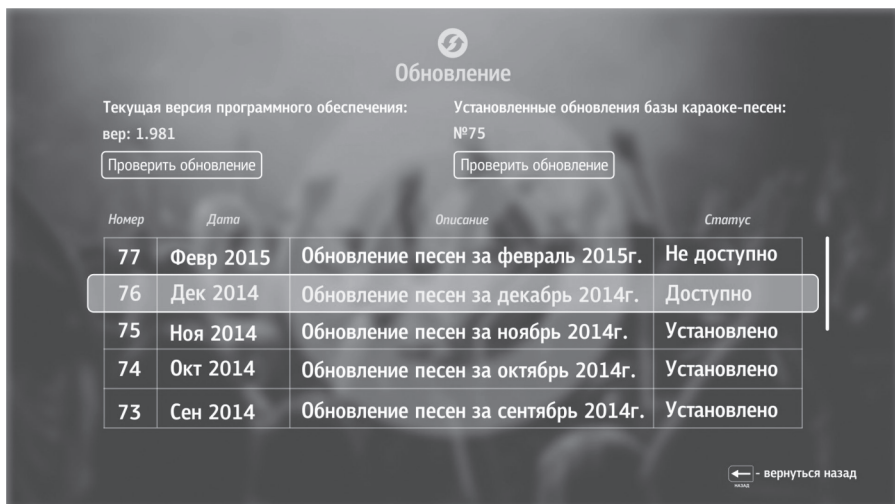 Обновление
Текущая версия программного обеспечения:
вер: 1.981
Проверить обновление
Установленные обновления базы караоке-песен:
№75
Проверить обновление
Номер Дата Описание Статус
77 Февр 2015 Обновление песен за февраль 2015г. Не доступно
76 Дек 2014 Обновление песен за декабрь 2014г. Доступно
75 Ноя 2014 Обновление песен за ноябрь 2014г. Установлено
74 Окт 2014 Обновление песен за октябрь 2014г. Установлено
73 Сен 2014 Обновление песен за сентябрь 2014г. Установлено
- вернуться назад
НАЗАД